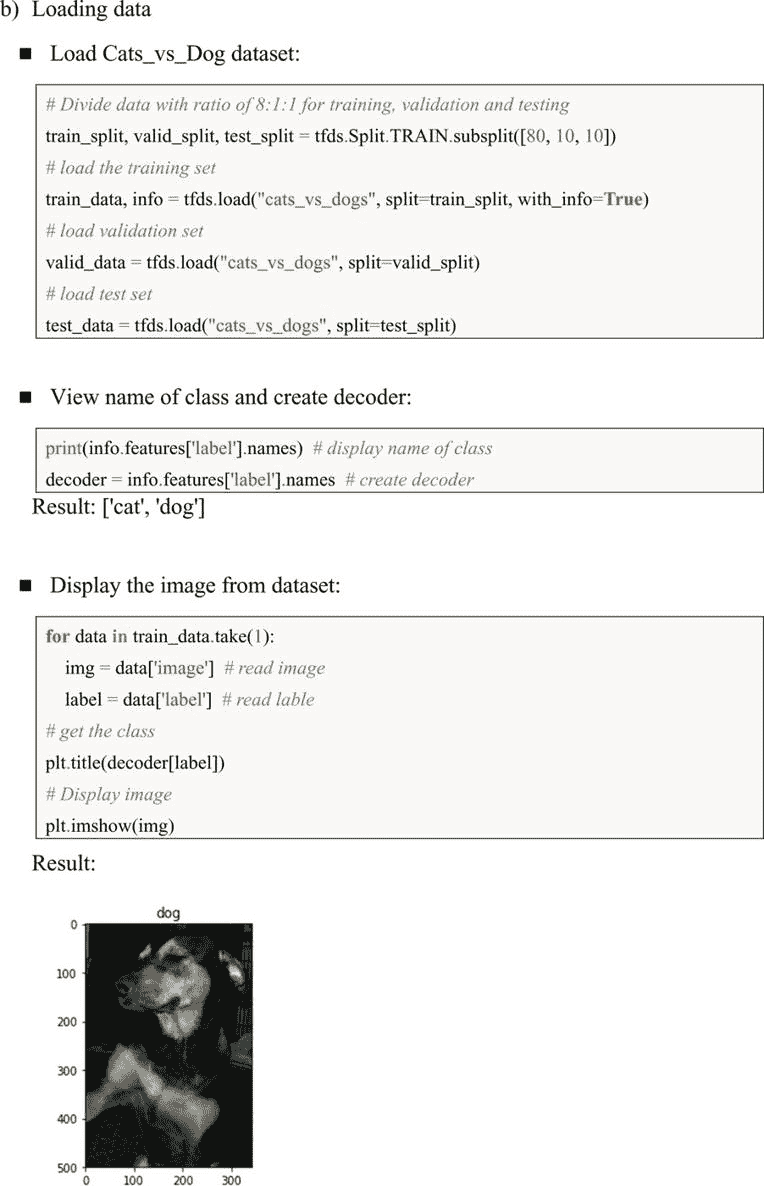 b) Loading data
■ Load Cats_vs_Dog dataset:
# Divide data with ratio of 8:1:1 for training, validation and testing
train_split, valid_split, test_split = tfds.Split.TRAIN.subsplit([80, 10, 10])
# load the training set
train_data, info = tfds.load("cats_vs_dogs", split=train_split, with_info=True)
# load validation set
valid_data = tfds.load("cats_vs_dogs", split=valid_split)
# load test set
test_data = tfds.load("cats_vs_dogs", split=test_split)
■ View name of class and create decoder:
print(info.features['label'].names) # display name of class
decoder = info.features['label'].names # create decoder
Result: ['cat', 'dog']
■ Display the image from dataset:
for data in train_data.take(1):
img = data['image'] # read image
label = data['label'] # read lable
# get the class
plt.title(decoder[label])
# Display image
plt.imshow(img)
Result:
dog
0
100
200
300
400
500
0 100 200 300